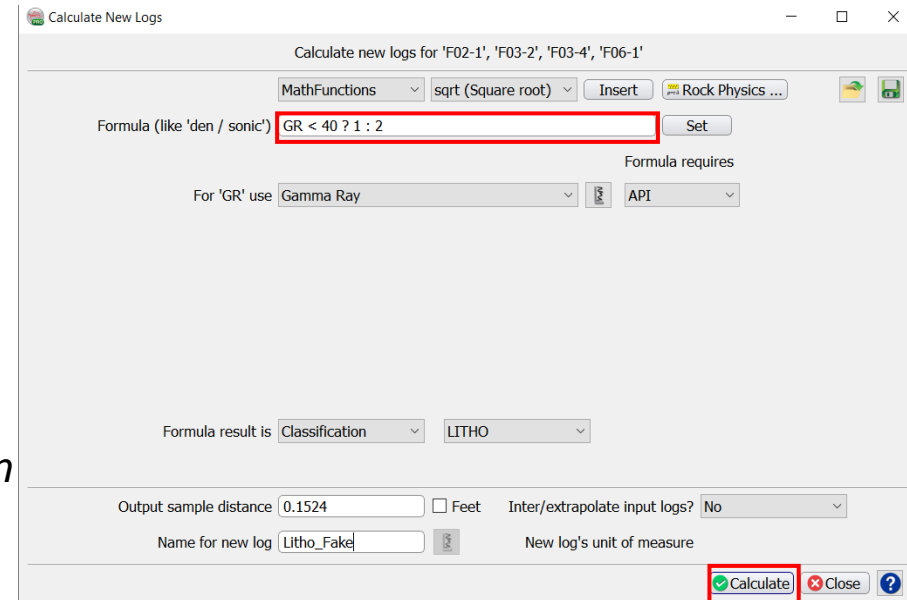 Calculate New Logs
Calculate new logs for 'F02-1', 'F03-2', 'F03-4', 'F06-1'
MathFunctions sqrt (Square root) Insert Rock Physics ...
Formula (like 'den / sonic') GR < 40 ? 1 : 2 Set
Formula requires
For 'GR' use Gamma Ray API
Formula result is Classification LITHO
n
Output sample distance 0.1524 Feet Inter/extrapolate input logs? No
Name for new log Litho_Fake New log's unit of measure
Calculate Close ?